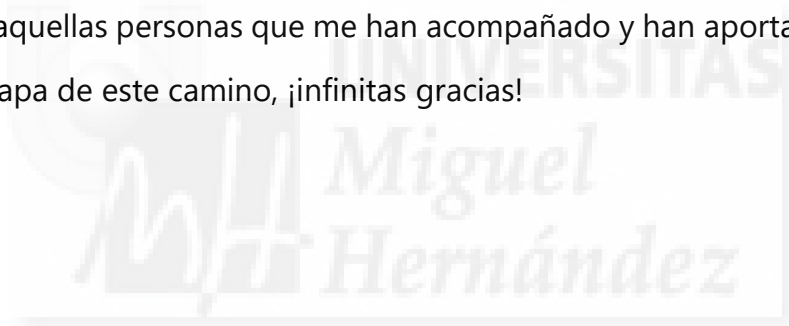 aquellas personas que me han acompañado y han aporta
apa de este camino, ¡infinitas gracias!
UNIVERSITAS
Miguel
Hernández